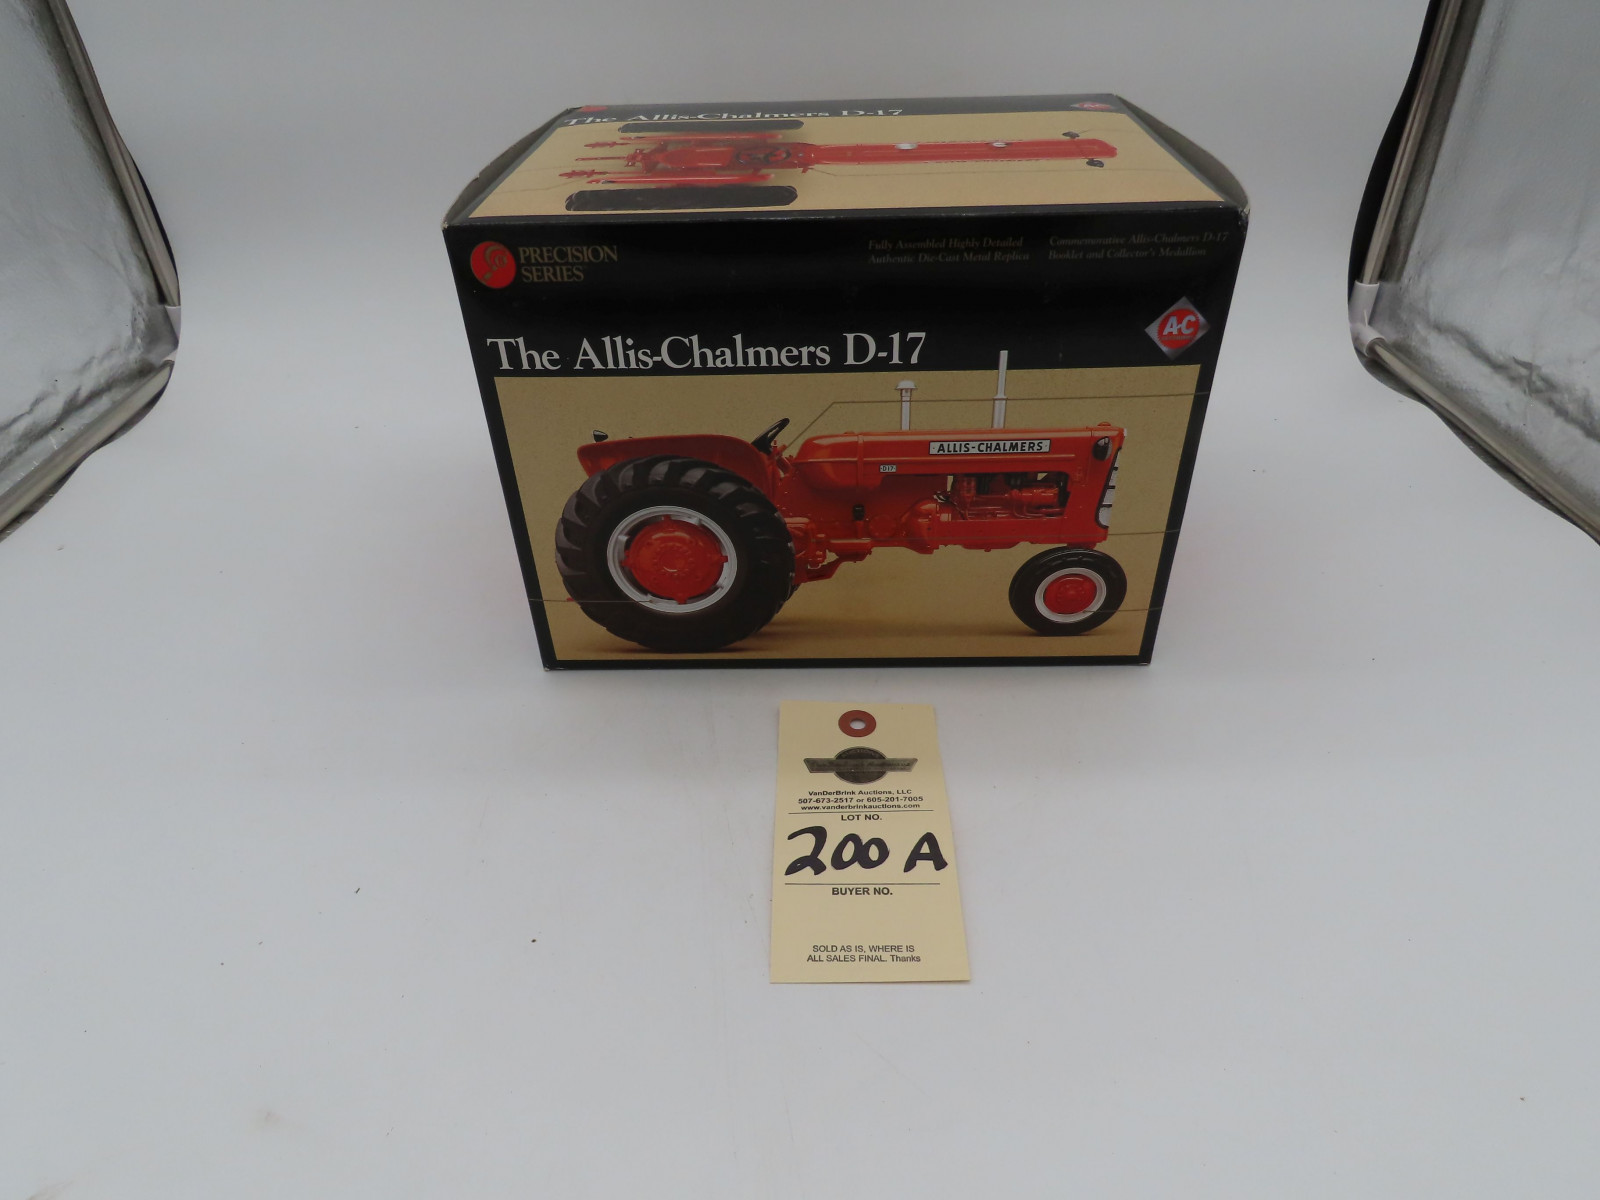 The Allis-Chalmers D-17
PRECISION
SERIES
Fully Assembled Highly Detailed
Authentic Die-Cast Metal Replica
Commemorative Allis-Chalmers D-17
Booklet and Collector's Medallion
A-C
The Allis-Chalmers D-17
ALLIS-CHALMERS
D17
VanDerBrink Auctions, LLC
507-673-2517 or 605-201-7005
www.vanderbrinkauctions.com
LOT NO.
200 A
BUYER NO.
SOLD AS IS, WHERE IS
ALL SALES FINAL. Thanks